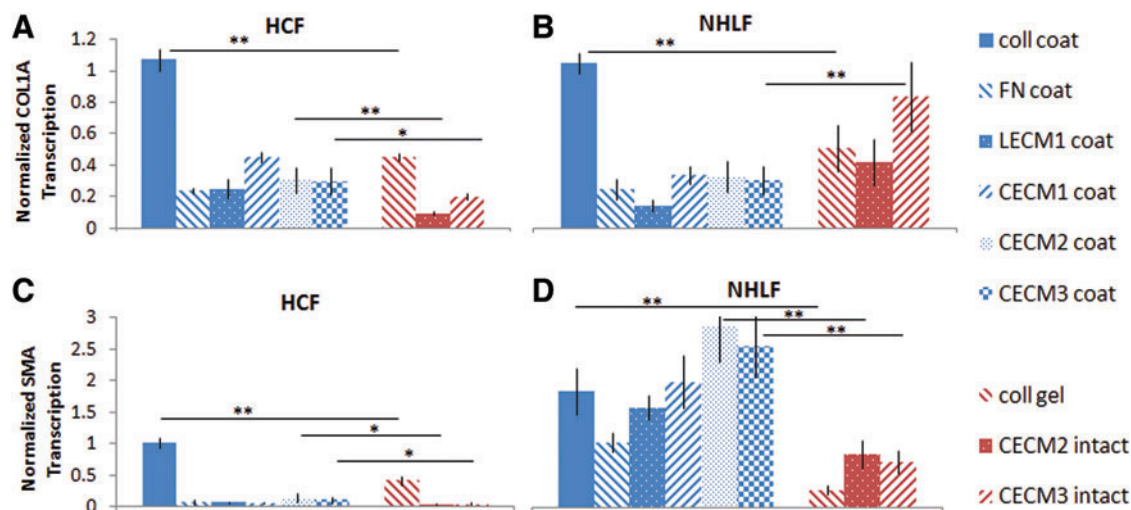 A
HCF
Normalized COL1A
Transcription
1.2
1
0.8
0.6
0.4
0.2
0
**
**
*
B
NHLF
**
**
C
HCF
Normalized SMA
Transcription
3
2.5
2
1.5
1
0.5
0
**
*
*
D
NHLF
**
**
**
coll coat
FN coat
LECM1 coat
CECM1 coat
CECM2 coat
CECM3 coat
coll gel
CECM2 intact
CECM3 intact